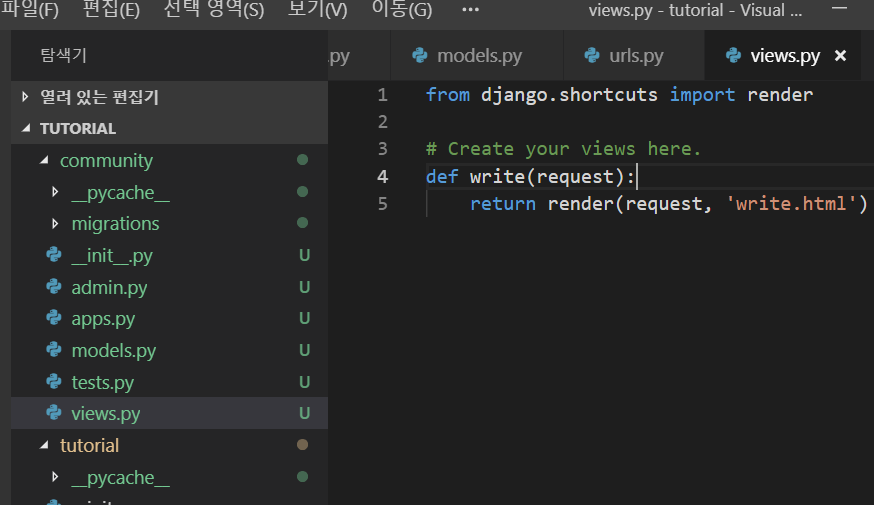 파일(F) 편집(E) 선택 영역(S) 보기(V) 이동(G) ··· views.py - tutorial - Visual ...
탐색기
.py models.py urls.py views.py
열려 있는 편집기
TUTORIAL
community
__pycache__
migrations
__init__.py U
admin.py U
apps.py U
models.py U
tests.py U
views.py U
tutorial
__pycache__
1 from django.shortcuts import render
2
3 # Create your views here.
4 def write(request):
5 return render(request, 'write.html')